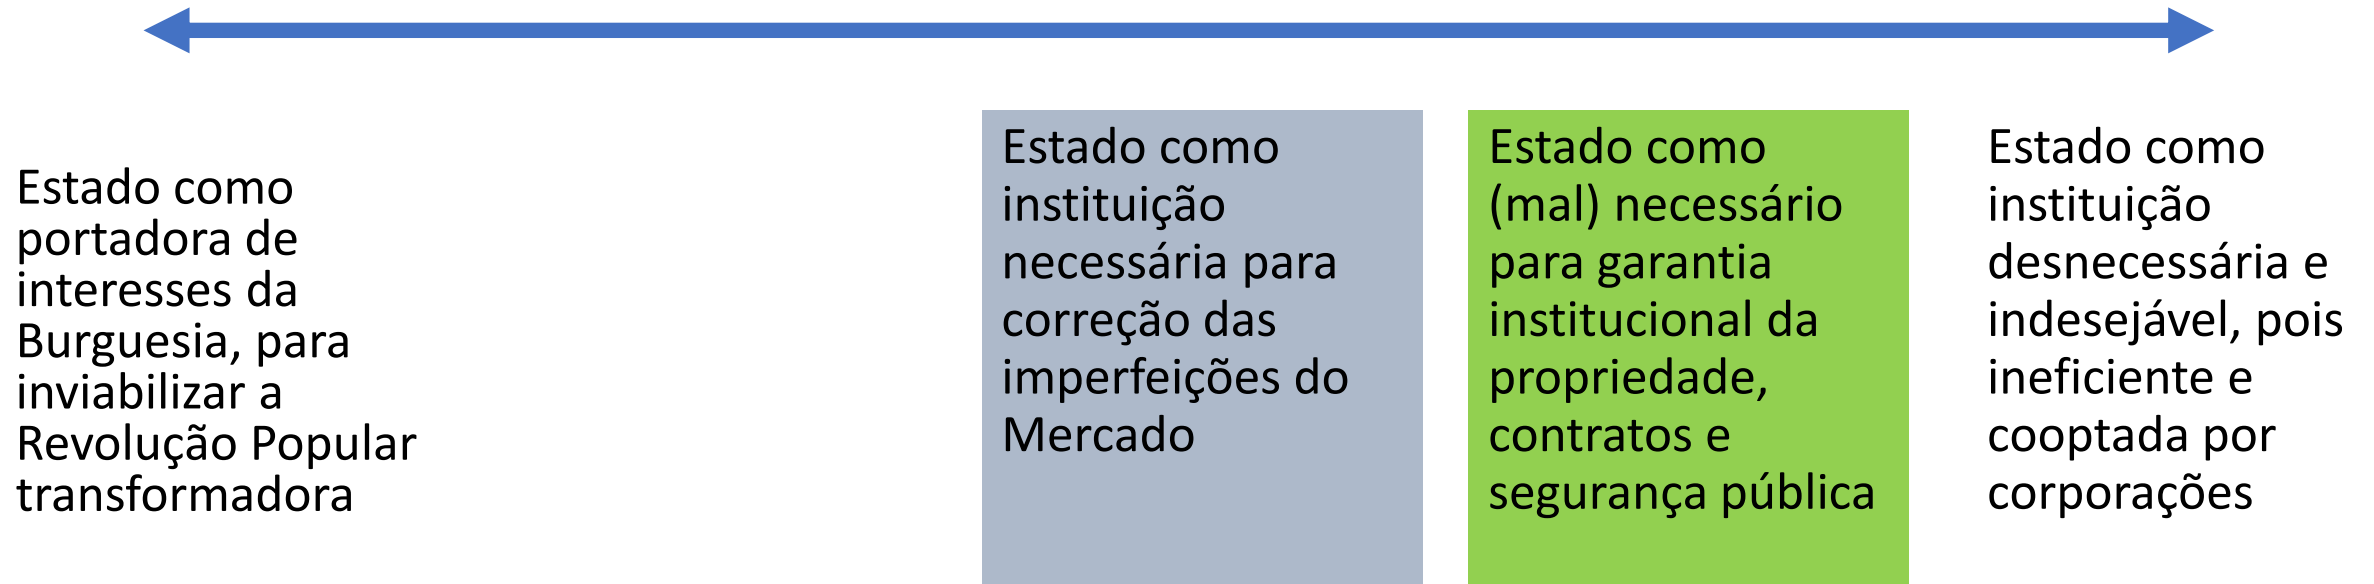 Estado como
portadora de
interesses da
Burguesia, para
inviabilizar a
Revolução Popular
transformadora
Estado como
instituição
necessária para
correção das
imperfeições do
Mercado
Estado como
(mal) necessário
para garantia
institucional da
propriedade,
contratos e
segurança pública
Estado como
instituição
desnecessária e
indesejável, pois
ineficiente e
cooptada por
corporações